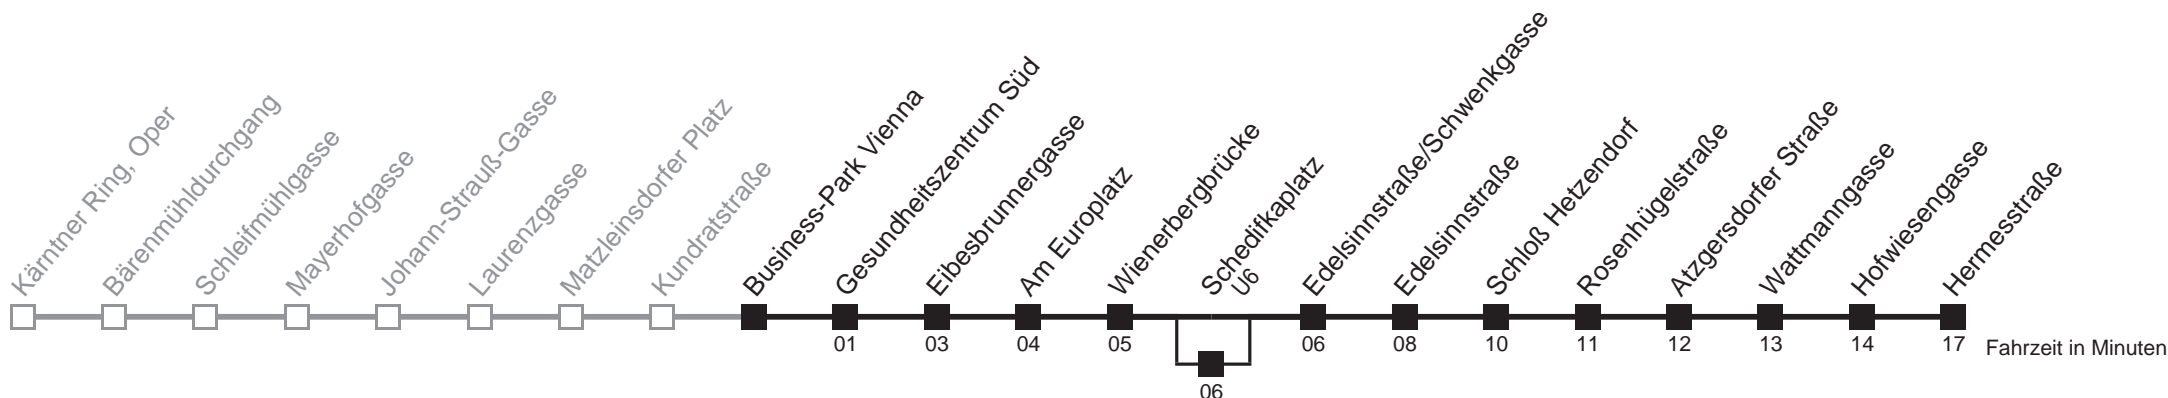 Kärntner Ring, Oper
Bärenmühldurchgang
Schleifmühlgasse
Mayerhofgasse
Johann-Strauß-Gasse
Laurenzgasse
Matzleinsdorfer Platz
Kundratstraße
Business-Park Vienna
Gesundheitszentrum Süd
Eibesbrunnergasse
Am Europlatz
Wienerbergbrücke
Schedifkaplatz
U6
Edelsinnstraße/Schwenkgasse
Edelsinnstraße
Schloß Hetzendorf
Rosenhügelstraße
Atzgersdorfer Straße
Wattmanngasse
Hofwiesengasse
Hermesstraße
01 03 04 05 06 08 10 11 12 13 14 17 Fahrzeit in Minuten
06